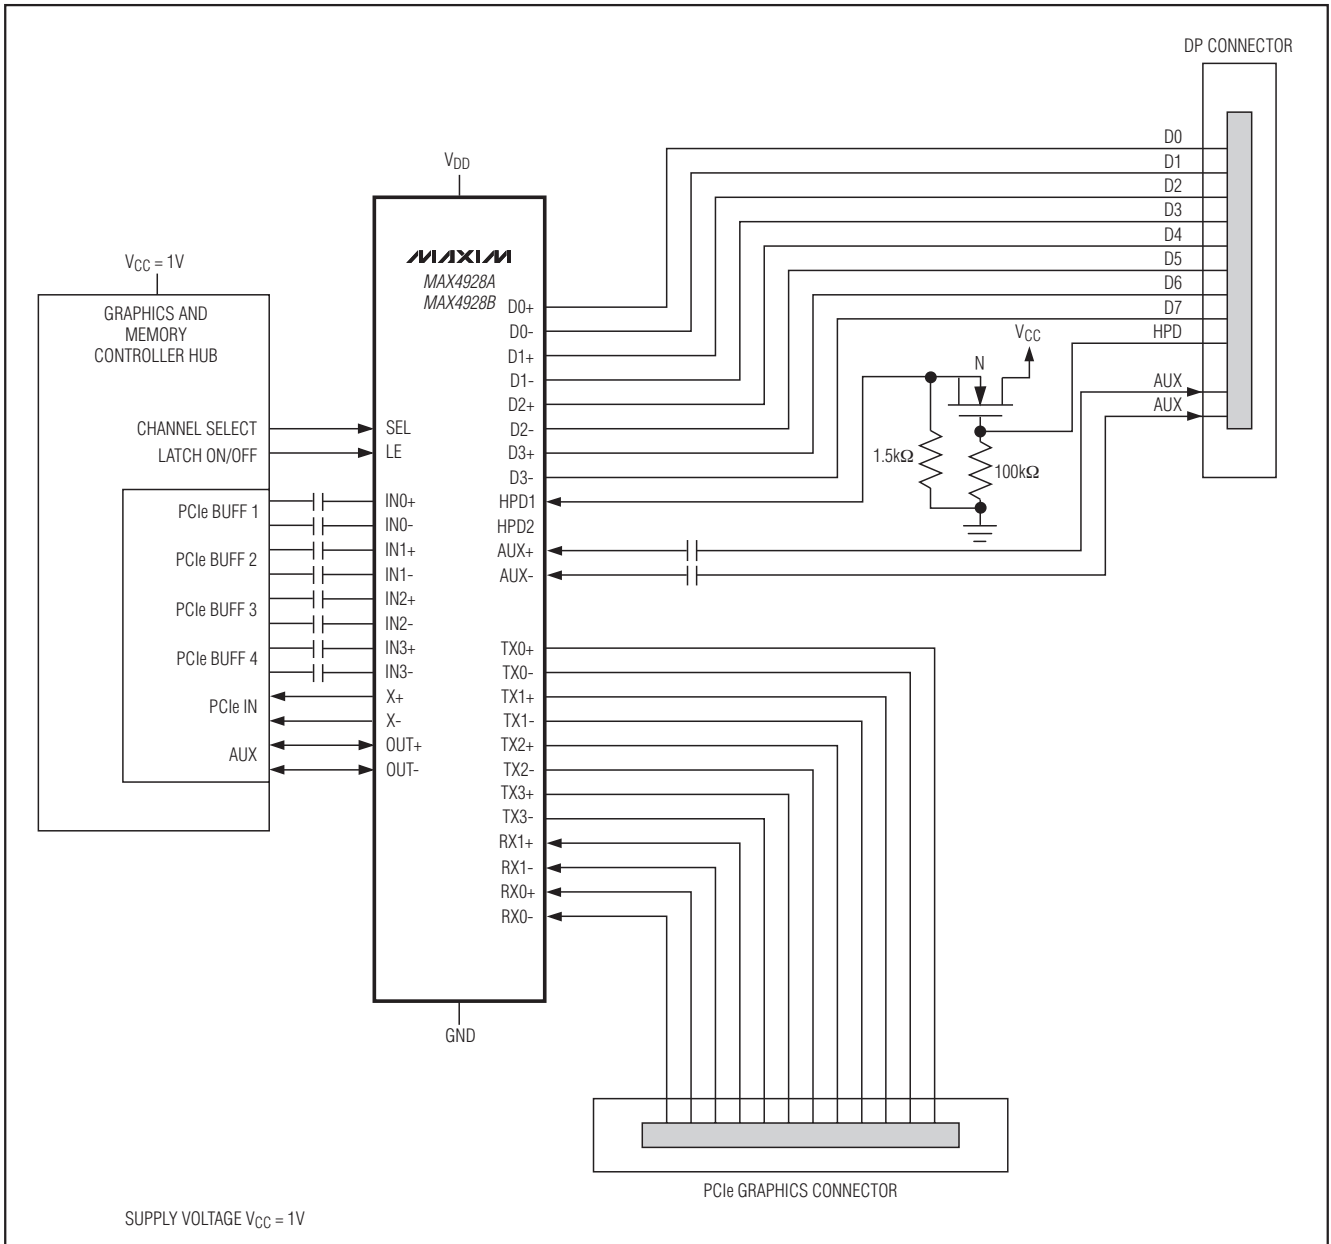 DP CONNECTOR
D0
D1
D2
D3
D4
D5
D6
D7
HPD
AUX
AUX
VDD
MAXIM
MAX4928A
MAX4928B
VCC = 1V
GRAPHICS AND
MEMORY
CONTROLLER HUB
CHANNEL SELECT
LATCH ON/OFF
PCIe BUFF 1
PCIe BUFF 2
PCIe BUFF 3
PCIe BUFF 4
PCIe IN
AUX
SEL
LE
IN0+
IN0-
IN1+
IN1-
IN2+
IN2-
IN3+
IN3-
X+
X-
OUT+
OUT-
D0+
D0-
D1+
D1-
D2+
D2-
D3+
D3-
HPD1
HPD2
AUX+
AUX-
TX0+
TX0-
TX1+
TX1-
TX2+
TX2-
TX3+
TX3-
RX1+
RX1-
RX0+
RX0-
N
VCC
1.5kΩ
100kΩ
GND
PCIe GRAPHICS CONNECTOR
SUPPLY VOLTAGE VCC = 1V